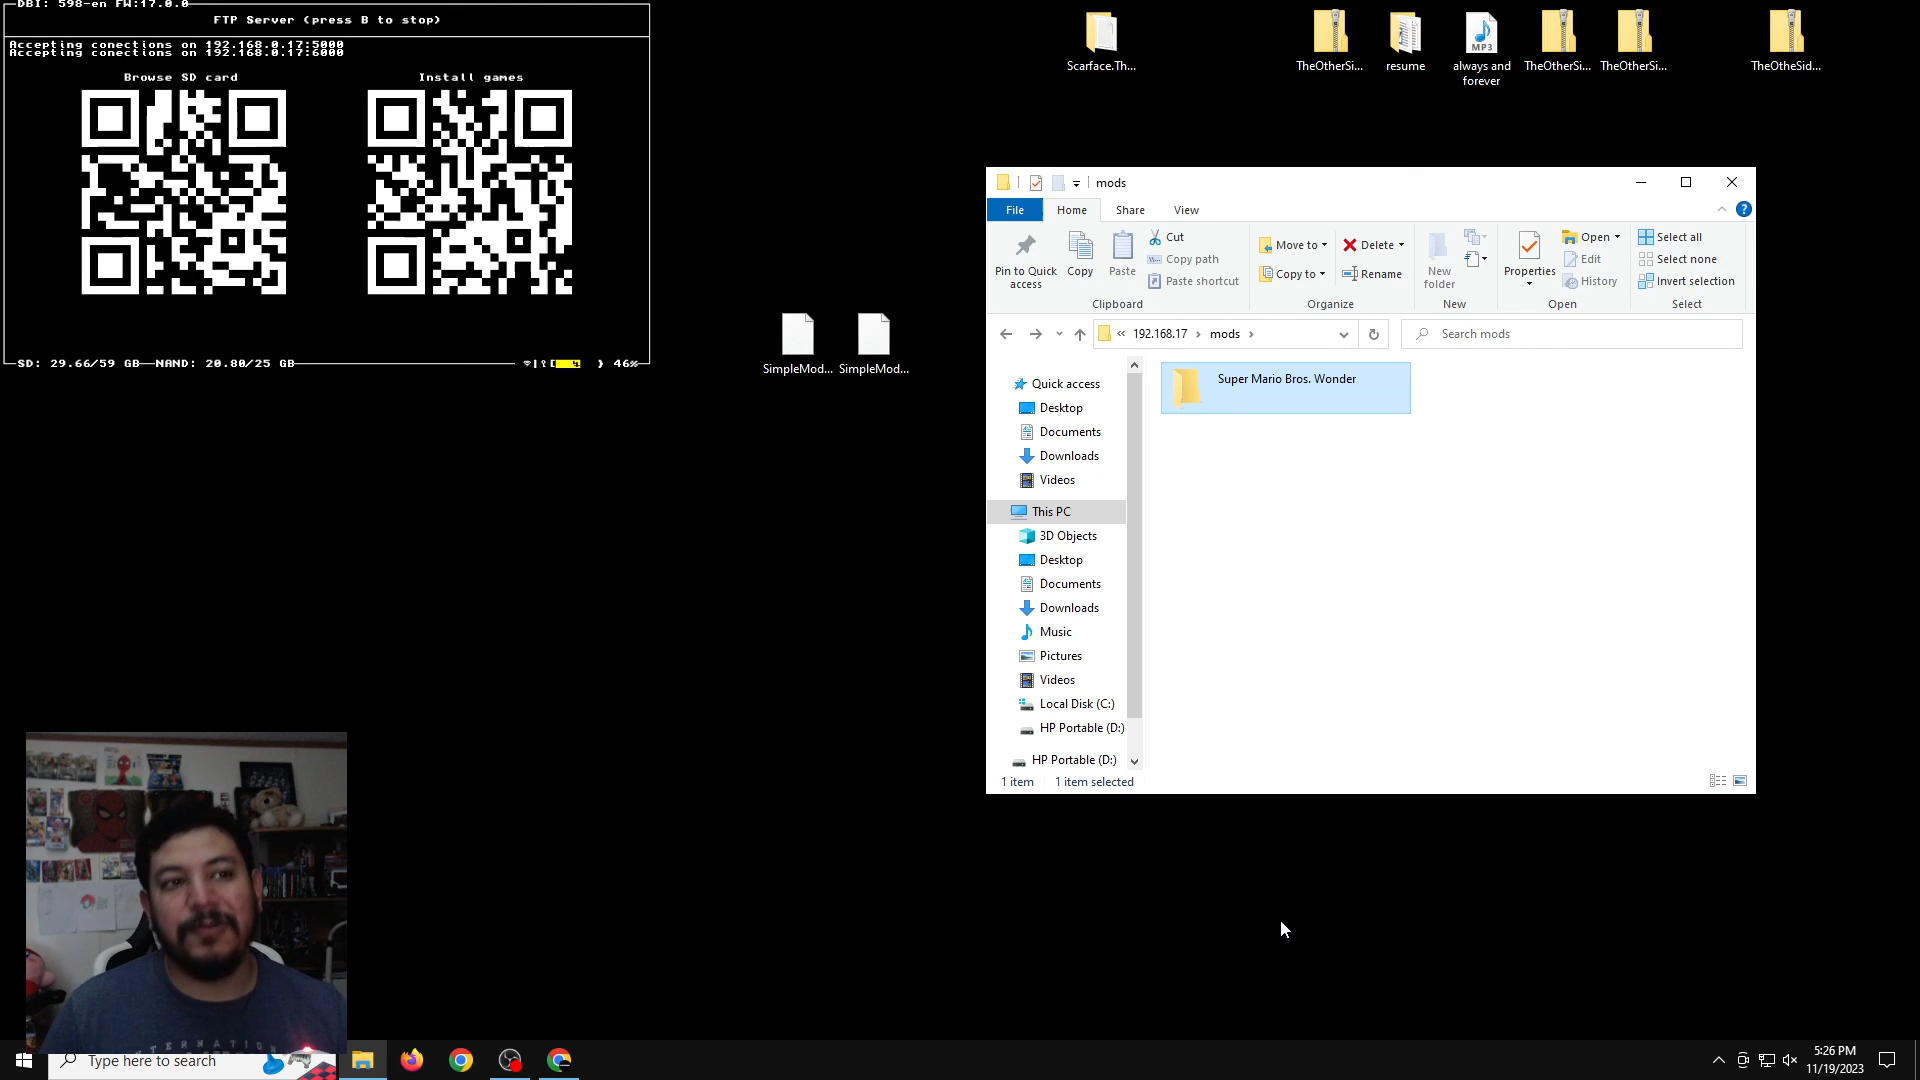 DBI: 598-en FW:17.0.0
FTP Server (press B to stop)
Accepting conections on 192.168.0.17:5000
Accepting conections on 192.168.0.17:6000
Browse SD card
Install games
SD: 29.66/59 GB
NAND: 20.80/25 GB
46%
Scarface.Th...
TheOtherSi...
resume
MP3
always and
forever
TheOtherSi...
TheOtherSi...
TheOtheSid...
SimpleMod...
SimpleMod...
mods
File
Home
Share
View
Pin to Quick
access
Copy
Paste
Cut
Copy path
Paste shortcut
Clipboard
Move to
Copy to
Delete
Rename
Organize
New
folder
New
Properties
Open
Edit
History
Open
Select all
Select none
Invert selection
Select
« 192.168.17 > mods >
Search mods
Quick access
Desktop
Documents
Downloads
Videos
This PC
3D Objects
Desktop
Documents
Downloads
Music
Pictures
Videos
Local Disk (C:)
HP Portable (D:)
HP Portable (D:)
Super Mario Bros. Wonder
1 item
1 item selected
Type here to search
5:26 PM
11/19/2023